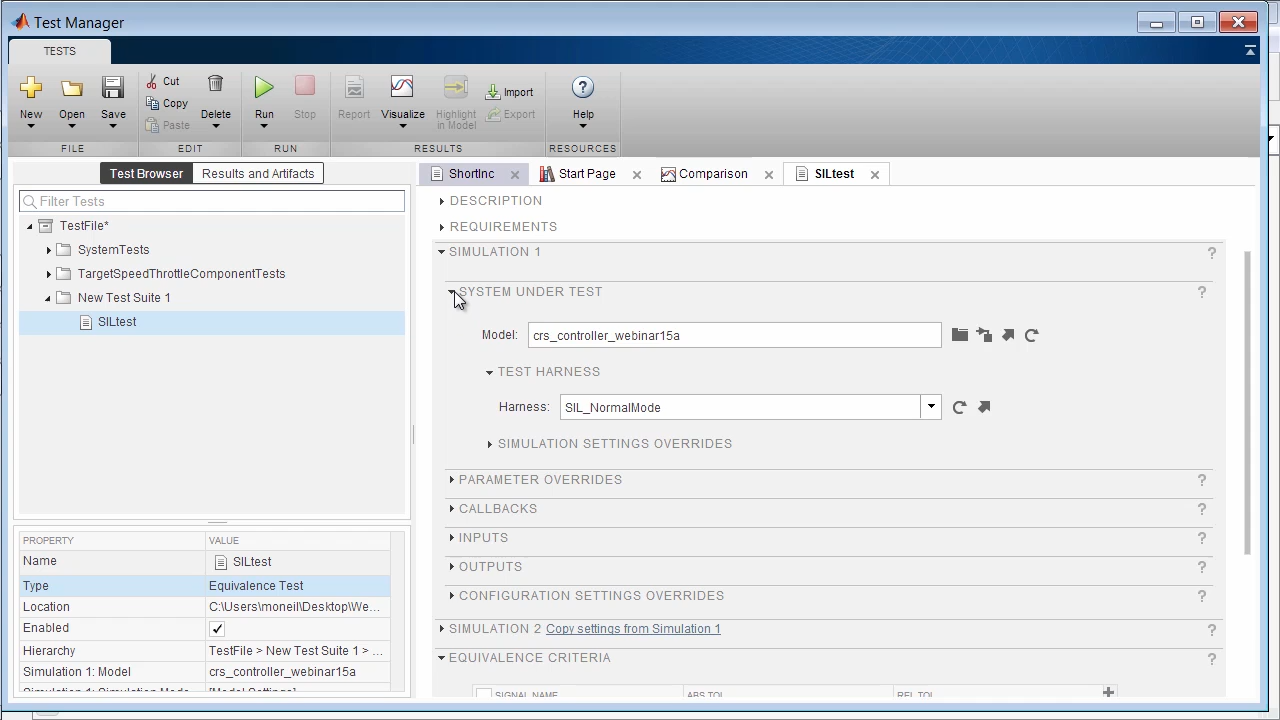 Test Manager
TESTS
New
Open
Save
Cut
Copy
Paste
Delete
Run
Stop
Report
Visualize
Highlight in Model
Import
Export
Help
FILE
EDIT
RUN
RESULTS
RESOURCES
Test Browser
Results and Artifacts
Filter Tests
TestFile*
SystemTests
TargetSpeedThrottleComponentTests
New Test Suite 1
SILtest
PROPERTY VALUE
Name SILtest
Type Equivalence Test
Location C:\Users\moneil\Desktop\We...
Enabled
Hierarchy TestFile > New Test Suite 1 > ...
Simulation 1: Model crs_controller_webinar15a
Simulation 1: Simulation Mode [Model Settings]
ShortInc
Start Page
Comparison
SILtest
DESCRIPTION
REQUIREMENTS
SIMULATION 1 ?
SYSTEM UNDER TEST ?
Model: crs_controller_webinar15a
TEST HARNESS
Harness: SIL_NormalMode
SIMULATION SETTINGS OVERRIDES
PARAMETER OVERRIDES ?
CALLBACKS ?
INPUTS ?
OUTPUTS ?
CONFIGURATION SETTINGS OVERRIDES ?
SIMULATION 2 Copy settings from Simulation 1 ?
EQUIVALENCE CRITERIA ?
SIGNAL NAME ABS TOL REL TOL